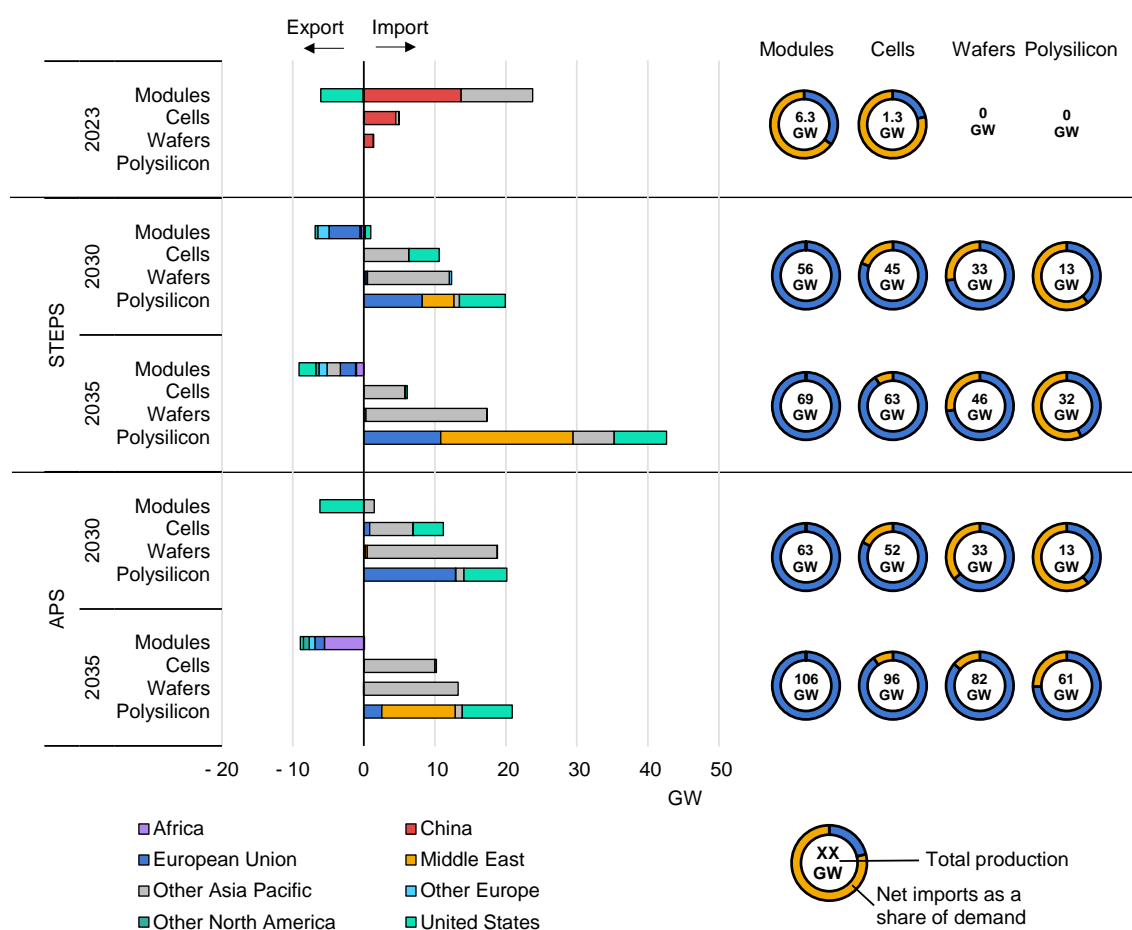 Export Import
Modules Cells Wafers Polysilicon
2023
Modules
Cells
Wafers
Polysilicon
6.3
GW
1.3
GW
0
GW
0
GW
STEPS
2030
Modules
Cells
Wafers
Polysilicon
56
GW
45
GW
33
GW
13
GW
2035
Modules
Cells
Wafers
Polysilicon
69
GW
63
GW
46
GW
32
GW
APS
2030
Modules
Cells
Wafers
Polysilicon
63
GW
52
GW
33
GW
13
GW
2035
Modules
Cells
Wafers
Polysilicon
106
GW
96
GW
82
GW
61
GW
- 20 - 10 0 10 20 30 40 50
GW
Africa
China
European Union
Middle East
Other Asia Pacific
Other Europe
Other North America
United States
XX
GW
Total production
Net imports as a
share of demand